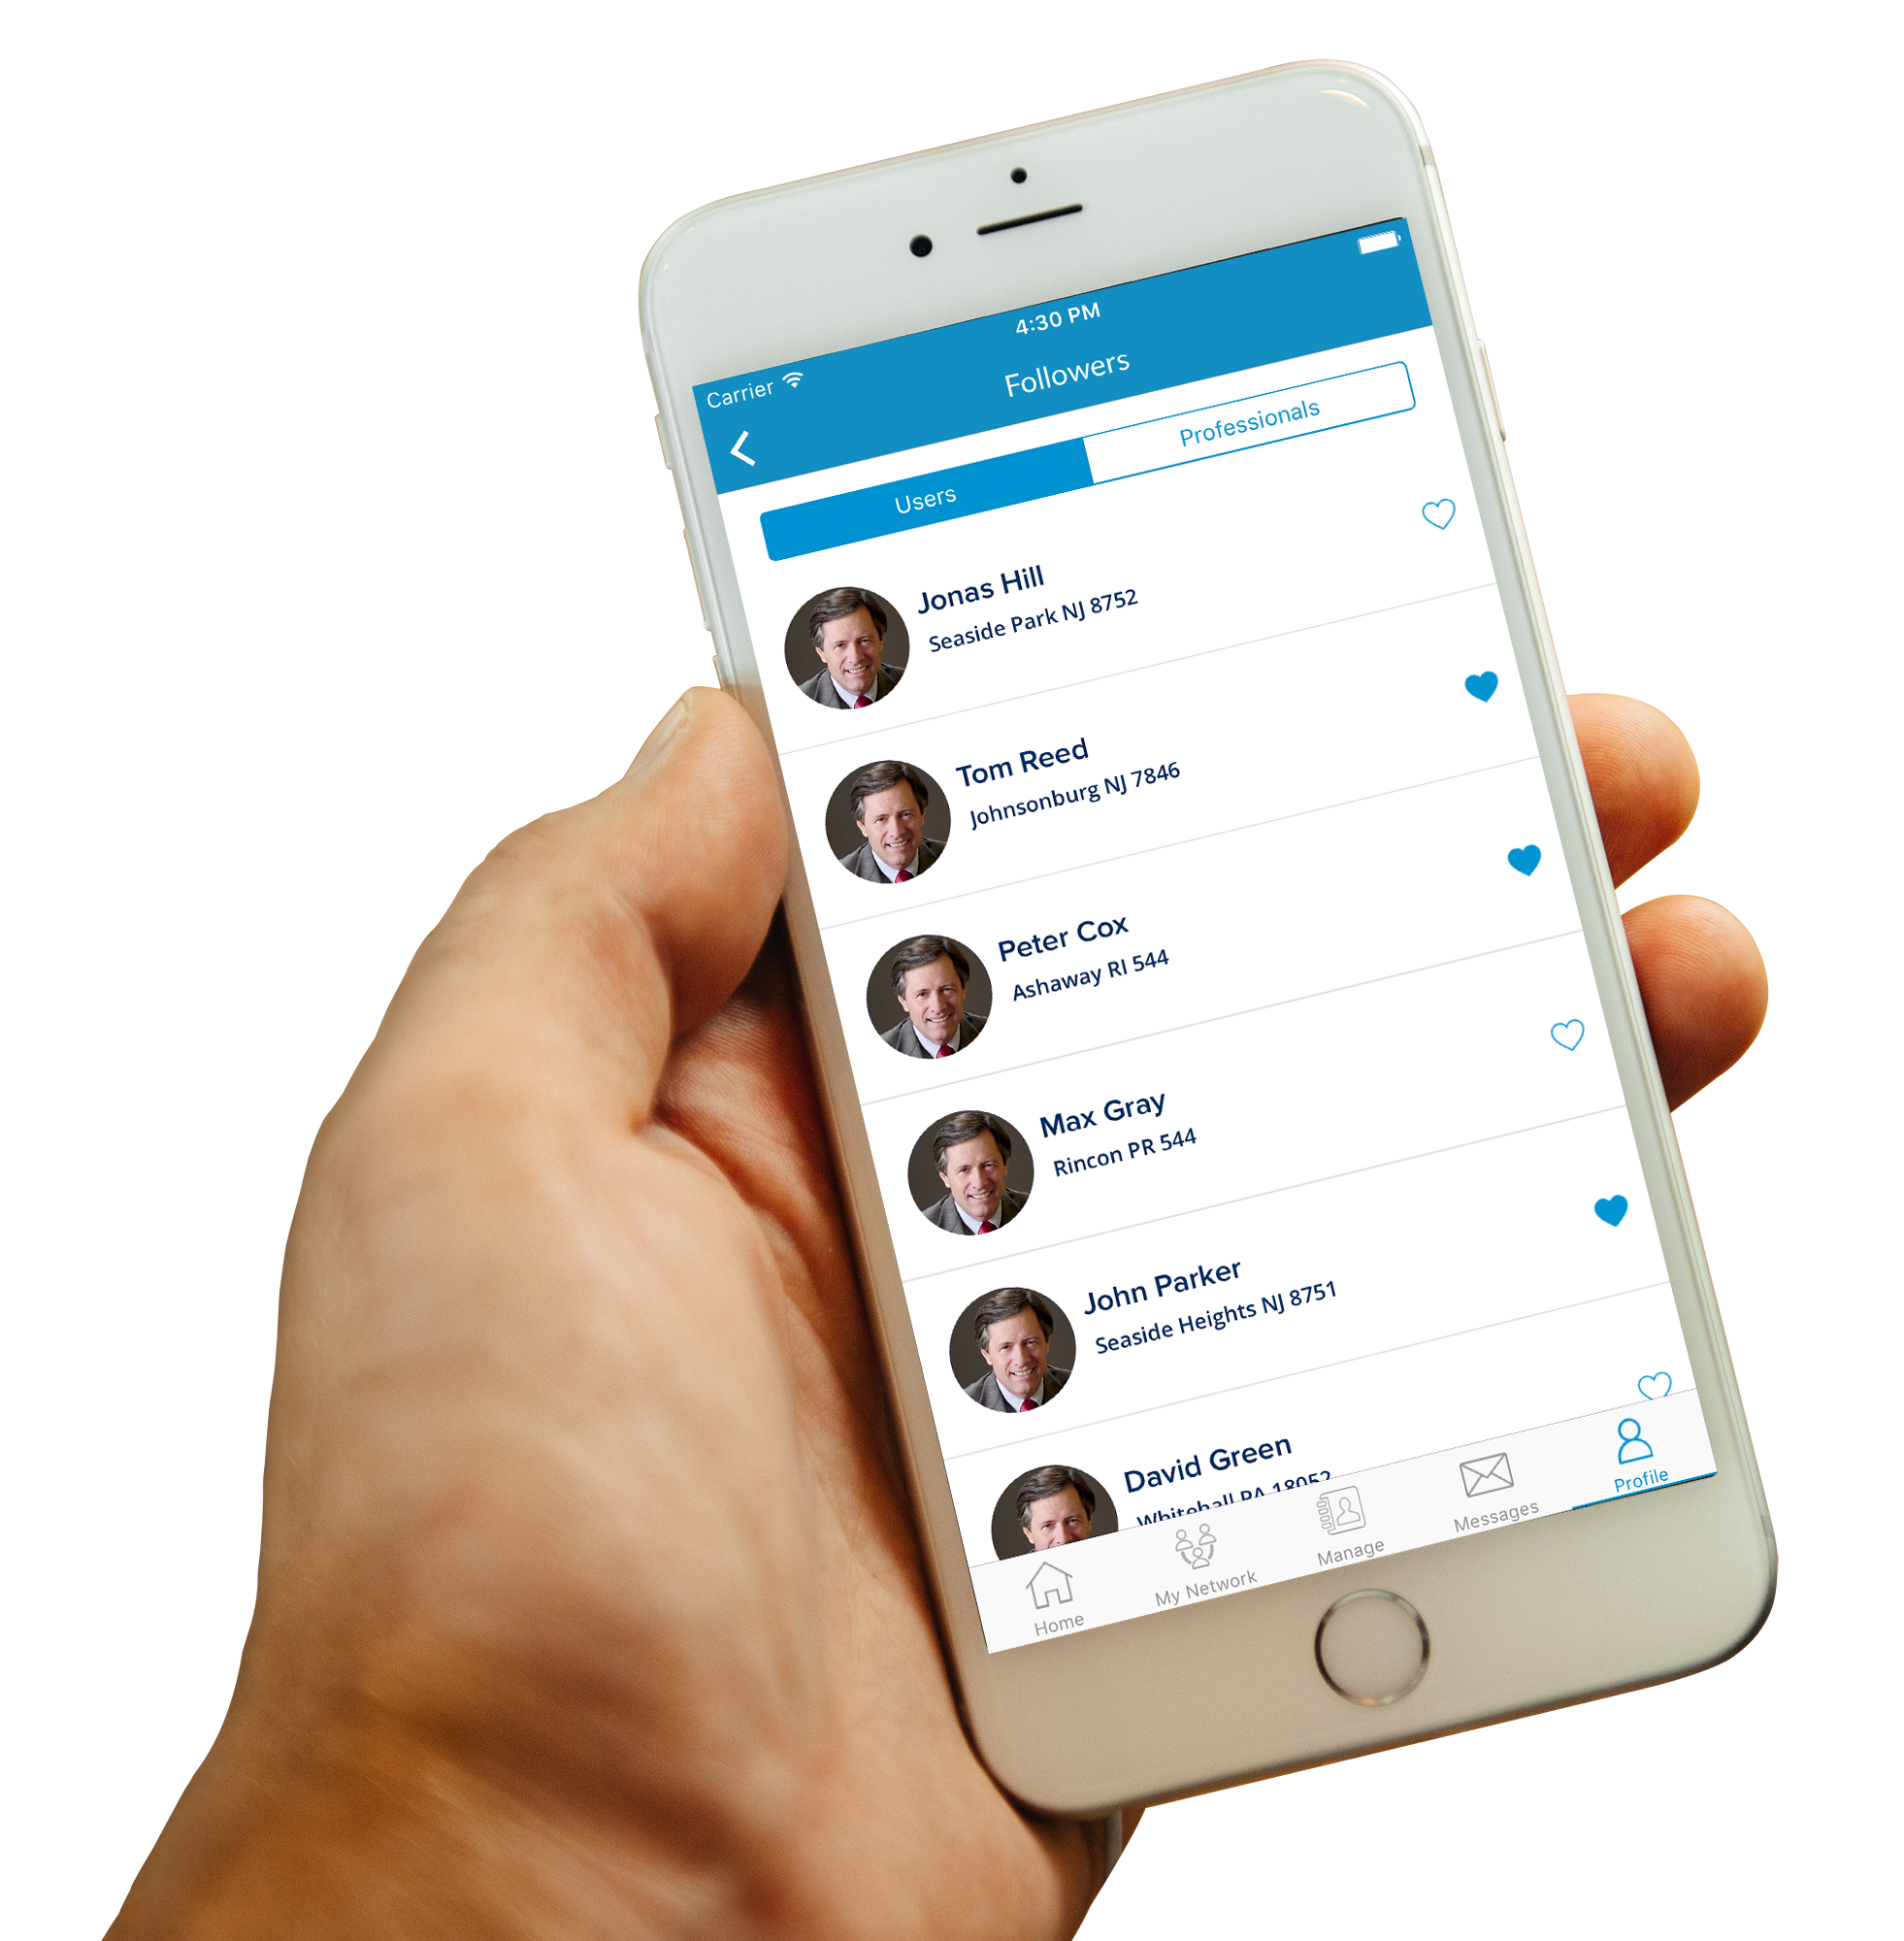 4:30 PM
Carrier
Followers
Users
Professionals
Jonas Hill
Seaside Park NJ 8752
Tom Reed
Johnsonburg NJ 7846
Peter Cox
Ashaway RI 544
Max Gray
Rincon PR 544
John Parker
Seaside Heights NJ 8751
David Green
Whitehall PA 18052
Home
My Network
Manage
Messages
Profile